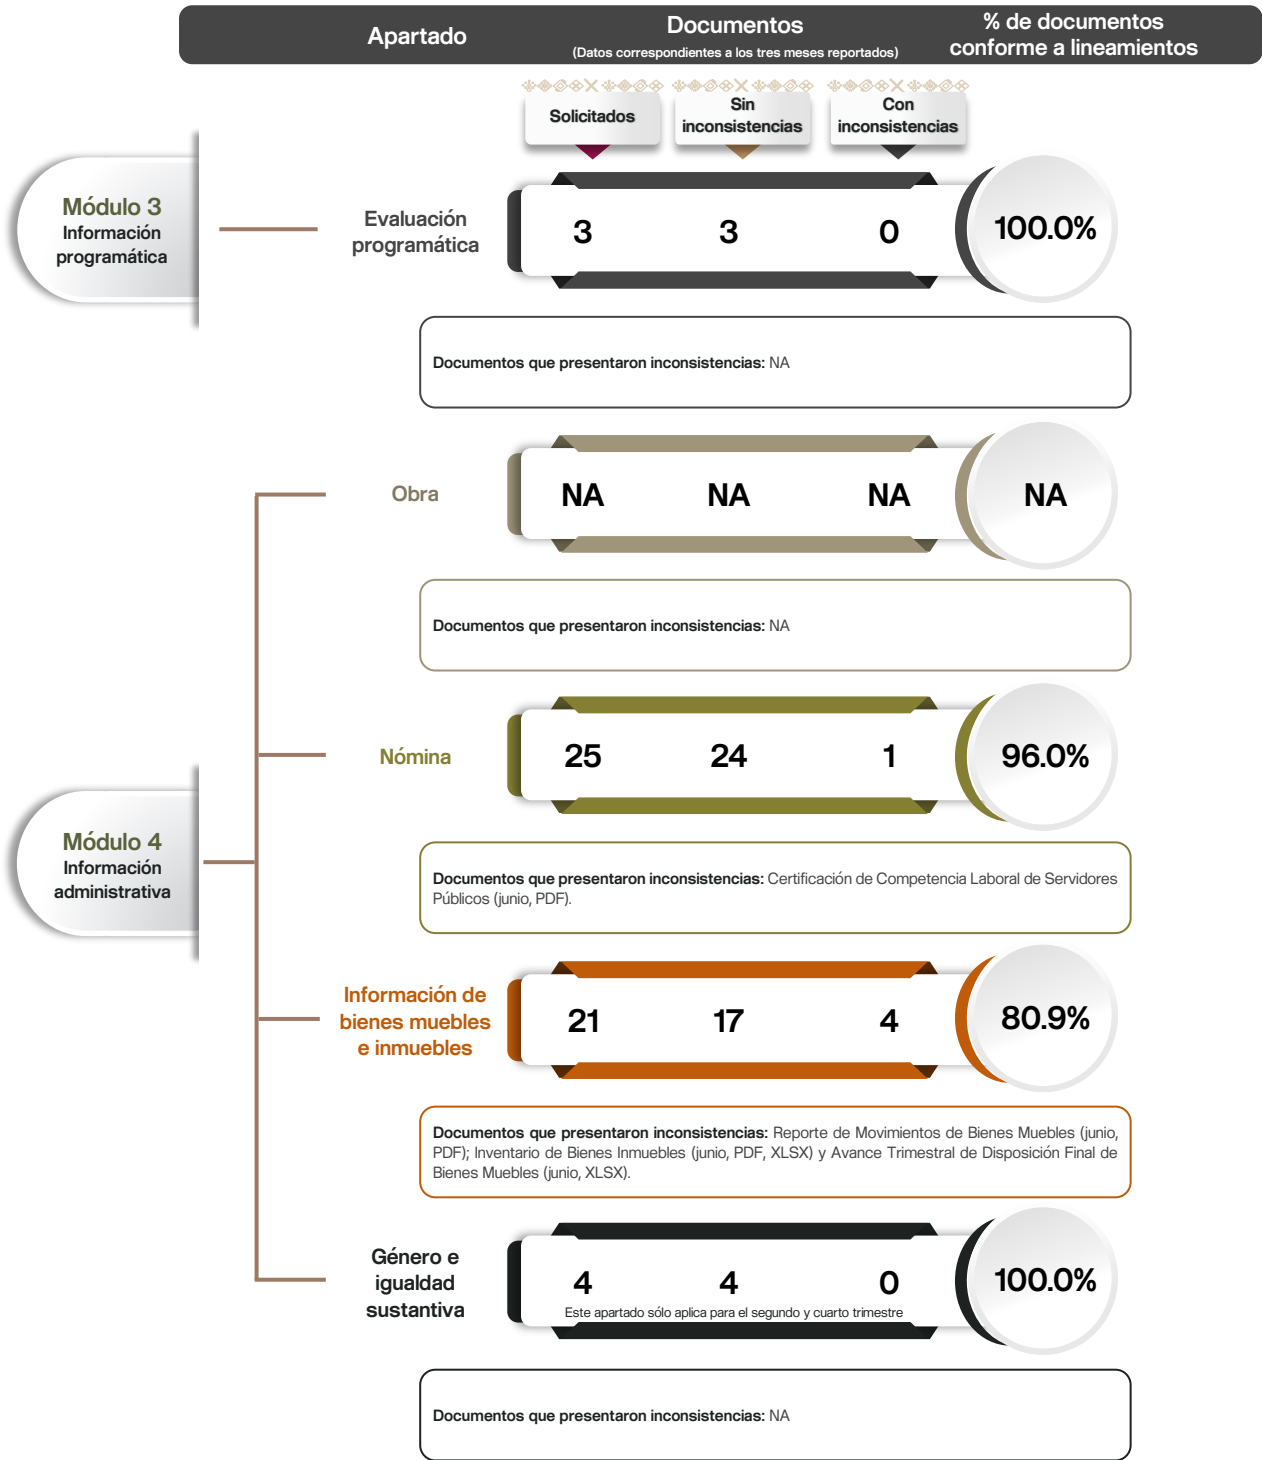 Apartado
Documentos
(Datos correspondientes a los tres meses reportados)
% de documentos
conforme a lineamientos
Solicitados
Sin
inconsistencias
Con
inconsistencias
Módulo 3
Información
programática
Evaluación
programática
3 3 0 100.0%
Documentos que presentaron inconsistencias: NA
Obra
NA NA NA NA
Documentos que presentaron inconsistencias: NA
Nómina
25 24 1 96.0%
Documentos que presentaron inconsistencias: Certificación de Competencia Laboral de Servidores
Públicos (junio, PDF).
Módulo 4
Información
administrativa
Información de
bienes muebles
e inmuebles
21 17 4 80.9%
Documentos que presentaron inconsistencias: Reporte de Movimientos de Bienes Muebles (junio,
PDF); Inventario de Bienes Inmuebles (junio, PDF, XLSX) y Avance Trimestral de Disposición Final de
Bienes Muebles (junio, XLSX).
Género e
igualdad
sustantiva
4 4 0 100.0%
Este apartado sólo aplica para el segundo y cuarto trimestre
Documentos que presentaron inconsistencias: NA